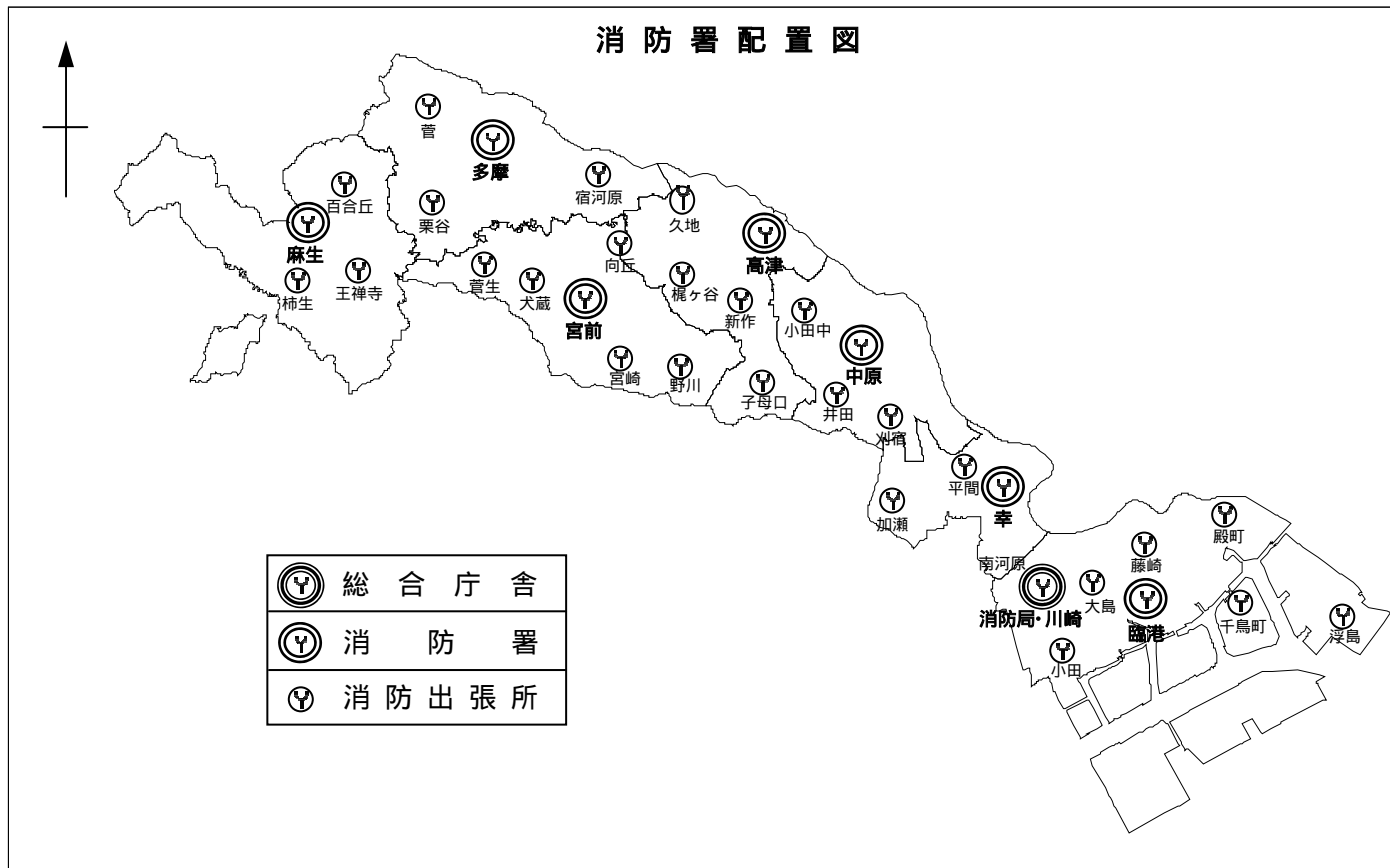 消防署配置図
菅
多摩
宿河原
百合丘
栗谷
久地
麻生
向丘
高津
柿生
王禅寺
菅生
犬蔵
宮前
梶ヶ谷
新作
小田中
宮崎
野川
子母口
中原
井田
刈宿
平間
加瀬
幸
殿町
南河原
藤崎
大島
消防局・川崎
臨港
千鳥町
浮島
小田
総合庁舎
消防署
消防出張所